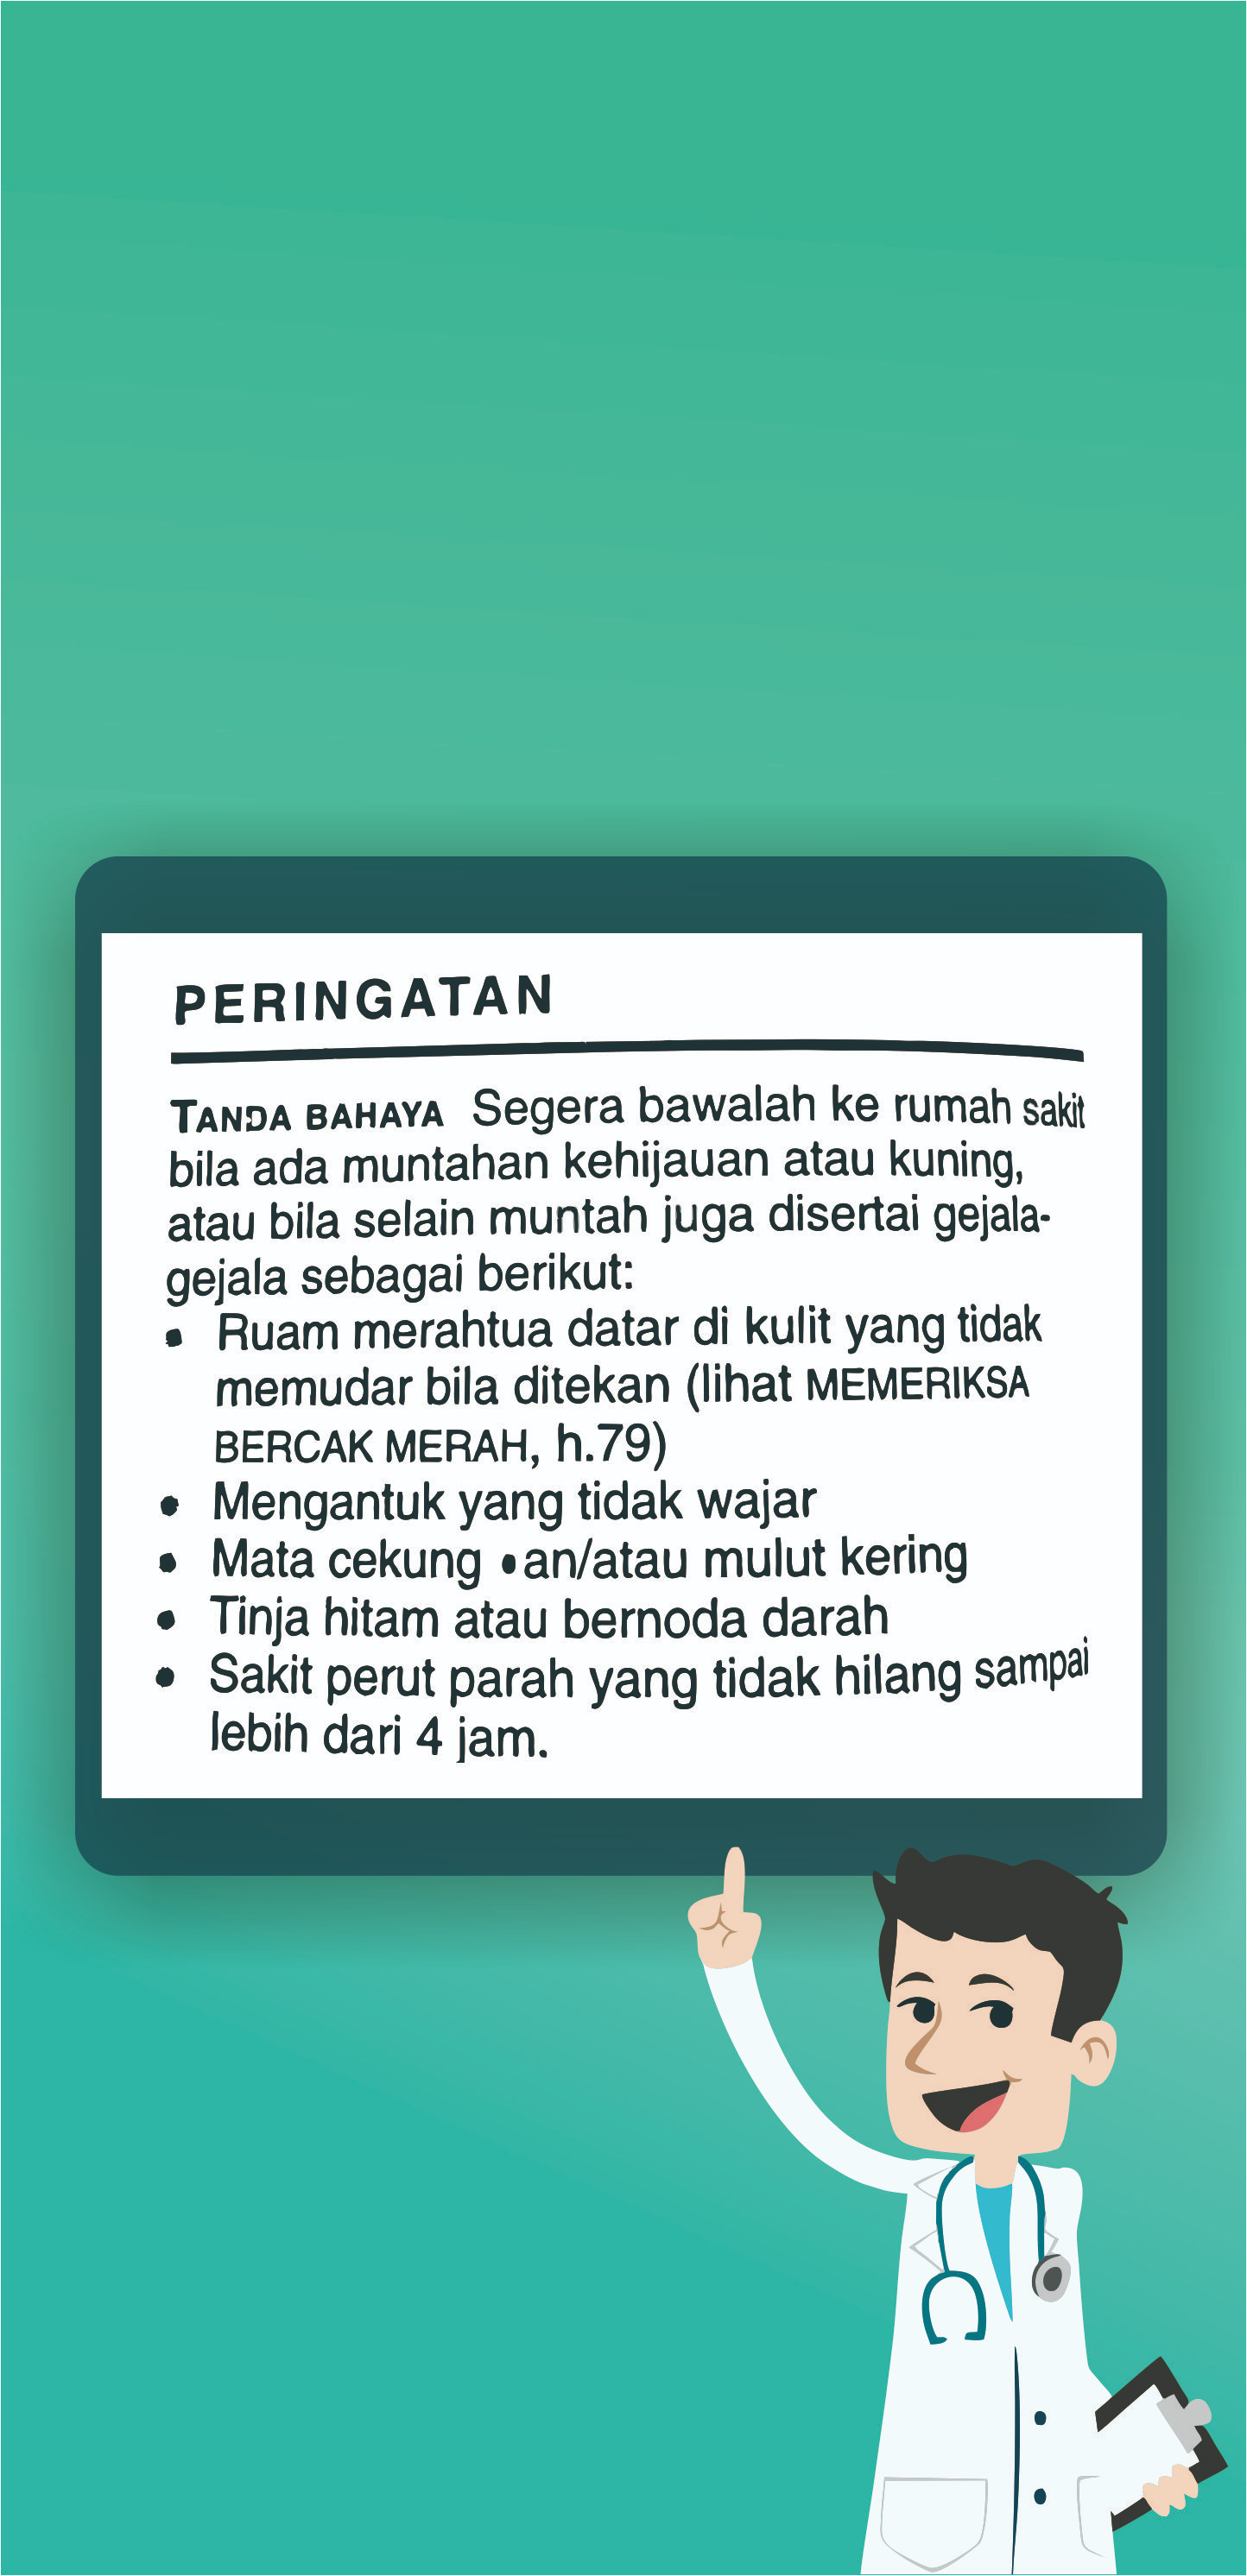 PERINGATAN
TANDA BAHAYA Segera bawalah ke rumah sakit
bila ada muntahan kehijauan atau kuning,
atau bila selain muntah juga disertai gejala-
gejala sebagai berikut:
• Ruam merahtua datar di kulit yang tidak
memudar bila ditekan (lihat MEMERIKSA
BERCAK MERAH, h.79)
• Mengantuk yang tidak wajar
• Mata cekung •an/atau mulut kering
• Tinja hitam atau bernoda darah
• Sakit perut parah yang tidak hilang sampai
lebih dari 4 jam.